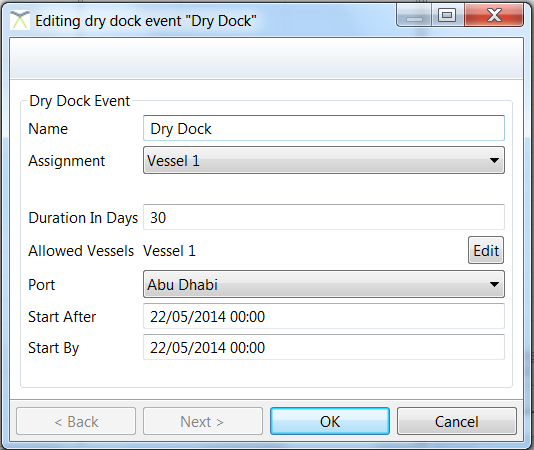 Editing dry dock event "Dry Dock"
Dry Dock Event
Name Dry Dock
Assignment Vessel 1
Duration In Days 30
Allowed Vessels Vessel 1 Edit
Port Abu Dhabi
Start After 22/05/2014 00:00
Start By 22/05/2014 00:00
< Back Next > OK Cancel